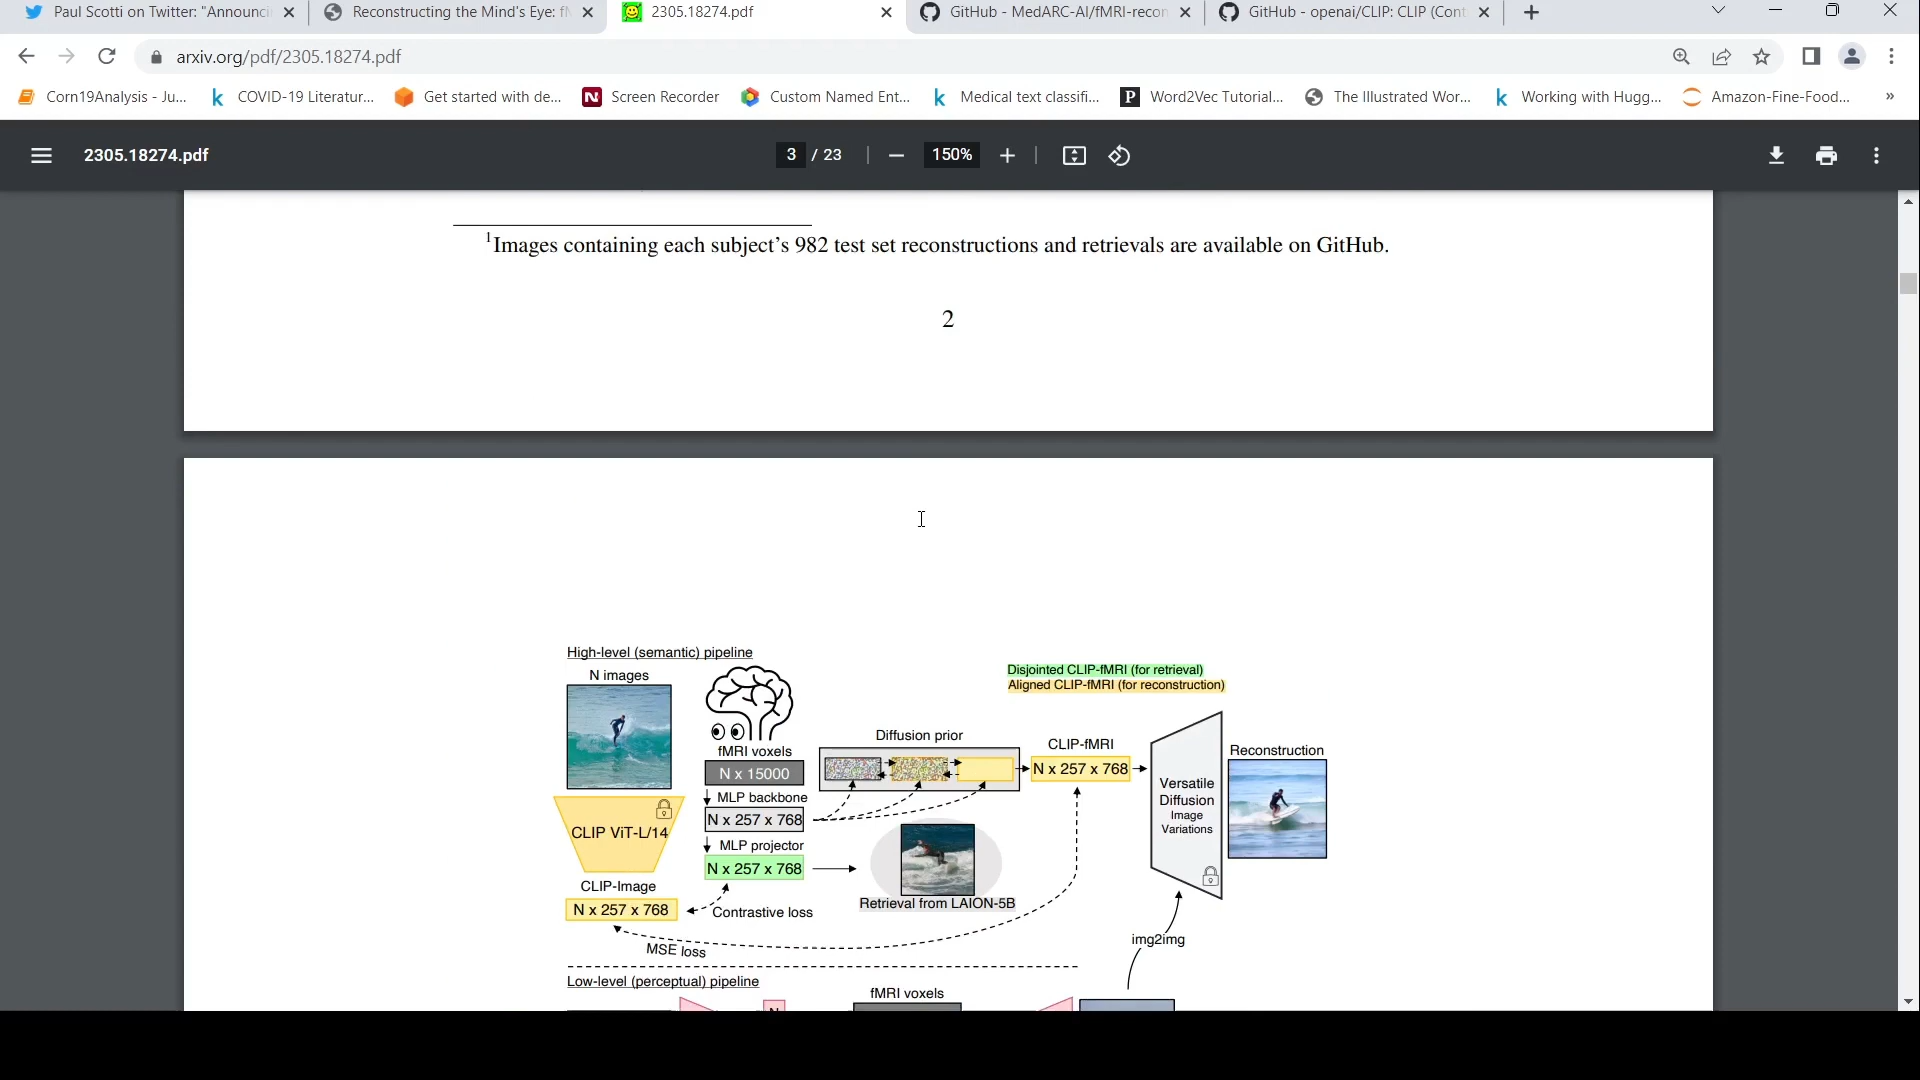 Paul Scotti on Twitter: "Announci
Reconstructing the Mind's Eye: f
2305.18274.pdf
GitHub - MedARC-AI/fMRI-recon
GitHub - openai/CLIP: CLIP (Cont
arxiv.org/pdf/2305.18274.pdf
Corn19Analysis - Ju...
COVID-19 Literatur...
Get started with de...
Screen Recorder
Custom Named Ent...
Medical text classifi...
Word2Vec Tutorial...
The Illustrated Wor...
Working with Hugg...
Amazon-Fine-Food...
»
2305.18274.pdf
3 / 23
150%
1Images containing each subject's 982 test set reconstructions and retrievals are available on GitHub.
2
High-level (semantic) pipeline
N images
CLIP ViT-L/14
CLIP-Image
N x 257 x 768
fMRI voxels
N x 15000
MLP backbone
N x 257 x 768
MLP projector
N x 257 x 768
Contrastive loss
MSE loss
Diffusion prior
Retrieval from LAION-5B
Disjointed CLIP-fMRI (for retrieval)
Aligned CLIP-fMRI (for reconstruction)
CLIP-fMRI
N x 257 x 768
Versatile
Diffusion
Image
Variations
Reconstruction
img2img
Low-level (perceptual) pipeline
fMRI voxels